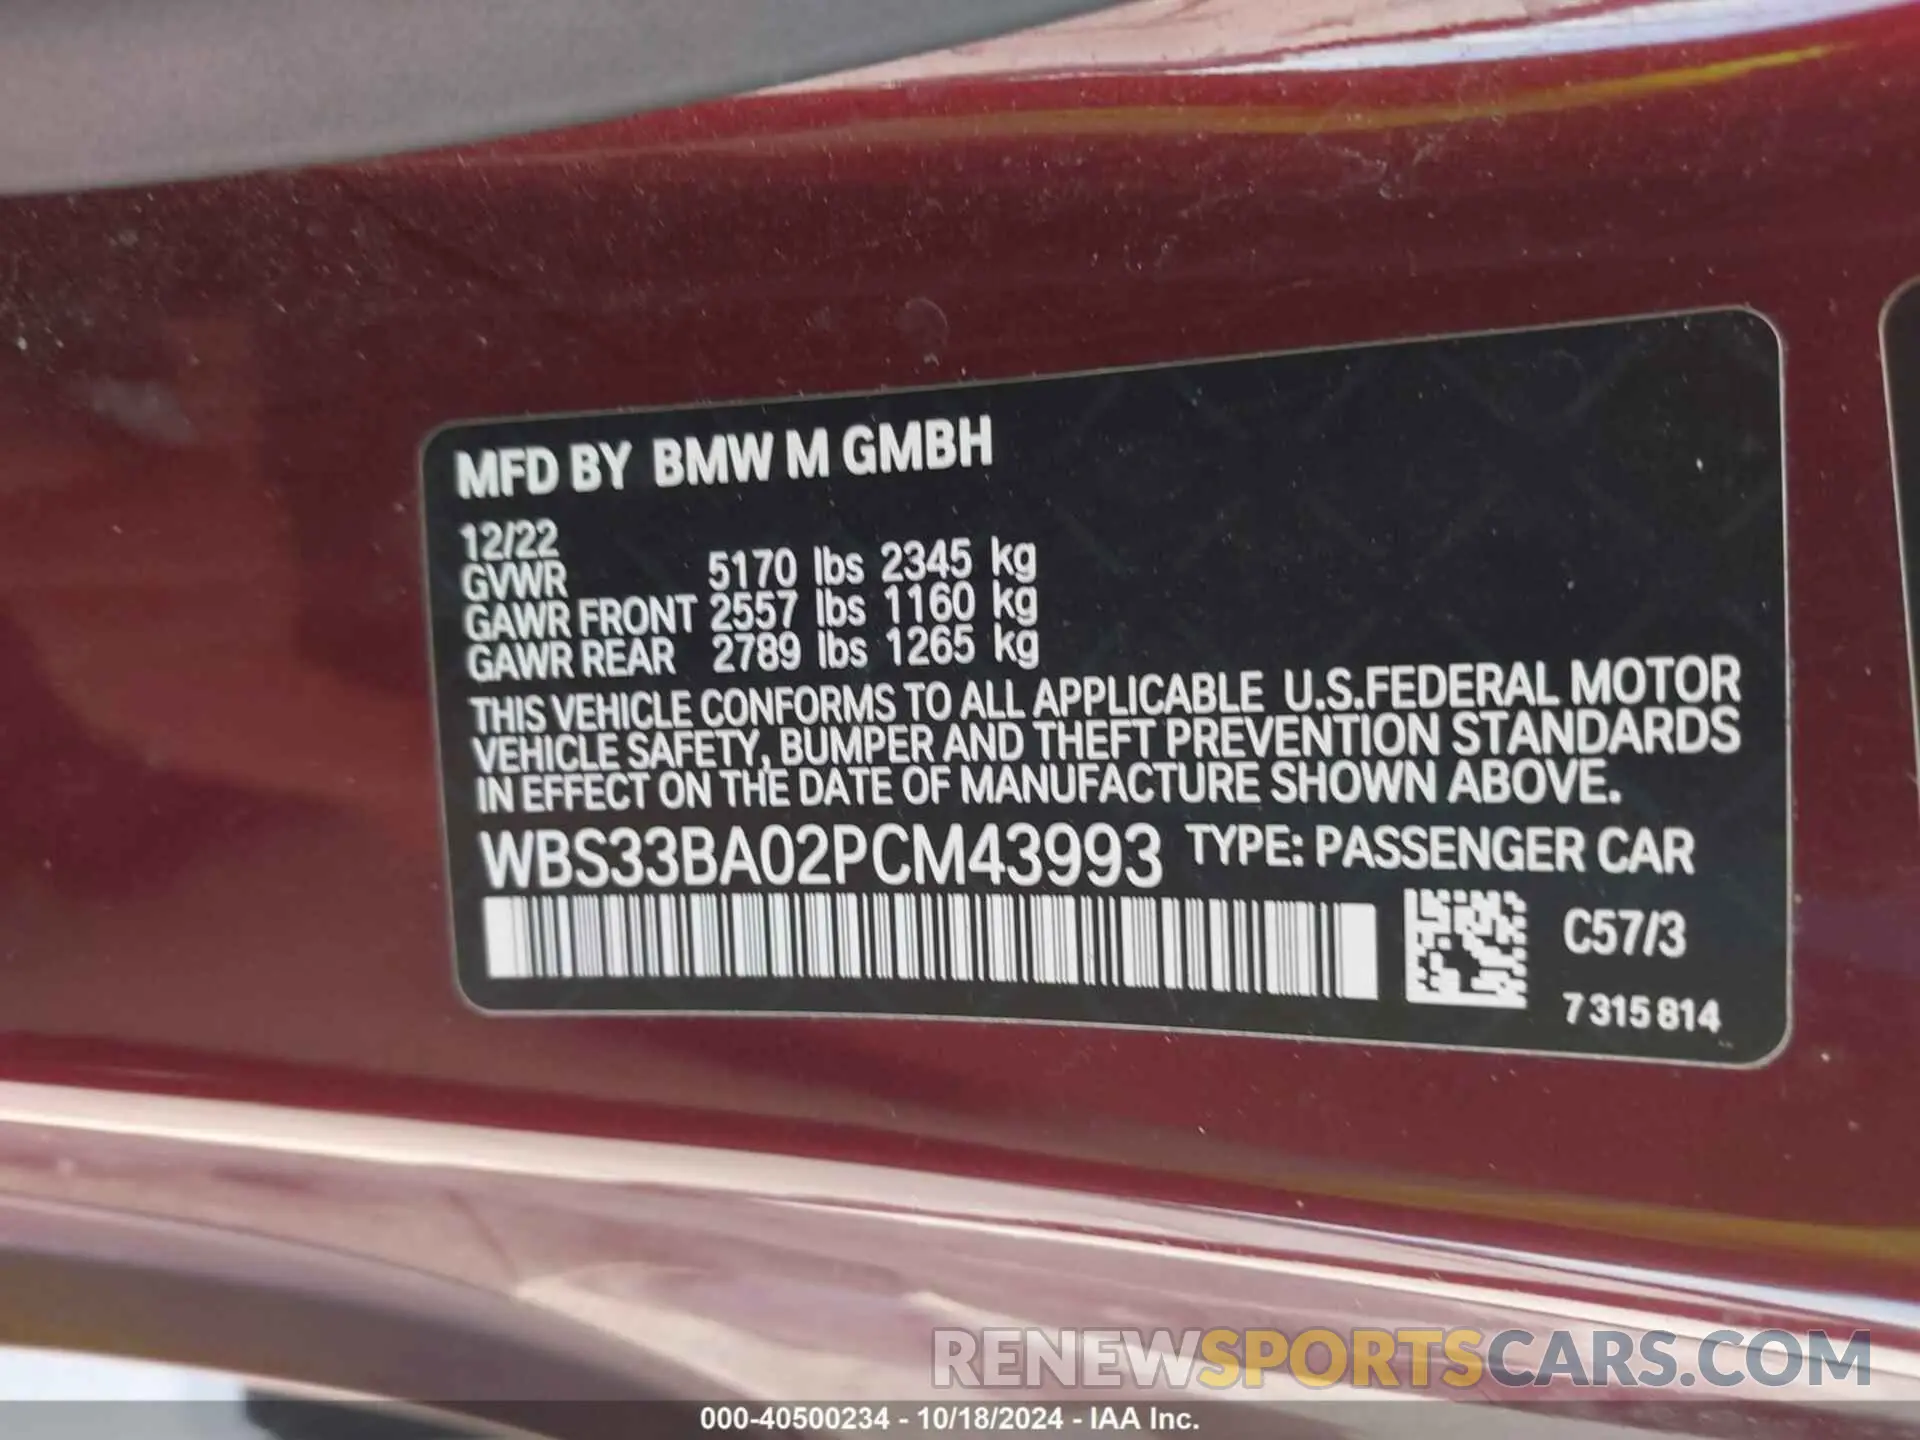 MFD BY BMW M GMBH
12/22
GVWR 5170 lbs 2345 kg
GAWR FRONT 2557 lbs 1160 kg
GAWR REAR 2789 lbs 1265 kg
THIS VEHICLE CONFORMS TO ALL APPLICABLE U.S.FEDERAL MOTOR
VEHICLE SAFETY, BUMPER AND THEFT PREVENTION STANDARDS
IN EFFECT ON THE DATE OF MANUFACTURE SHOWN ABOVE.
WBS33BA02PCM43993 TYPE: PASSENGER CAR
C57/3
7 315 814
RENEWSPORTSCARS.COM
000-40500234 - 10/18/2024 - IAA Inc.